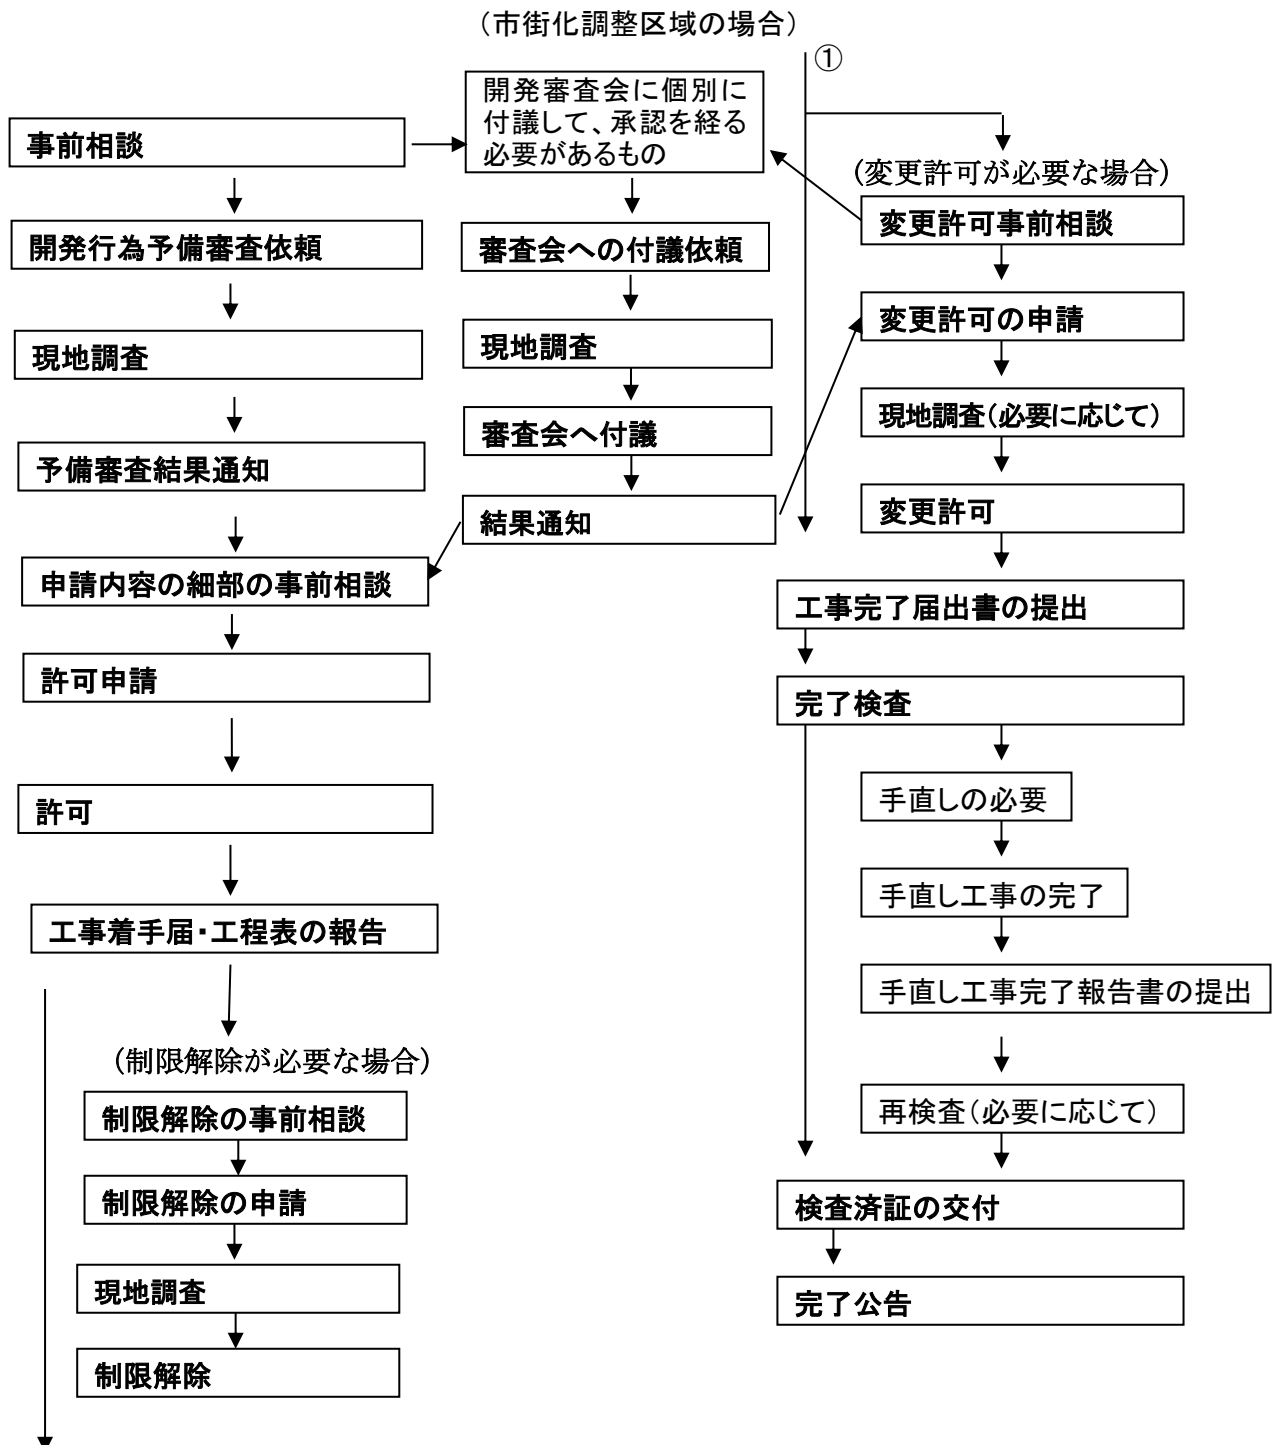 （市街化調整区域の場合）
①
事前相談
開発行為予備審査依頼
現地調査
予備審査結果通知
申請内容の細部の事前相談
許可申請
許可
工事着手届・工程表の報告
（制限解除が必要な場合）
制限解除の事前相談
制限解除の申請
現地調査
制限解除
開発審査会に個別に
付議して、承認を経る
必要があるもの
審査会への付議依頼
現地調査
審査会へ付議
結果通知
（変更許可が必要な場合）
変更許可事前相談
変更許可の申請
現地調査（必要に応じて）
変更許可
工事完了届出書の提出
完了検査
手直しの必要
手直し工事の完了
手直し工事完了報告書の提出
再検査（必要に応じて）
検査済証の交付
完了公告